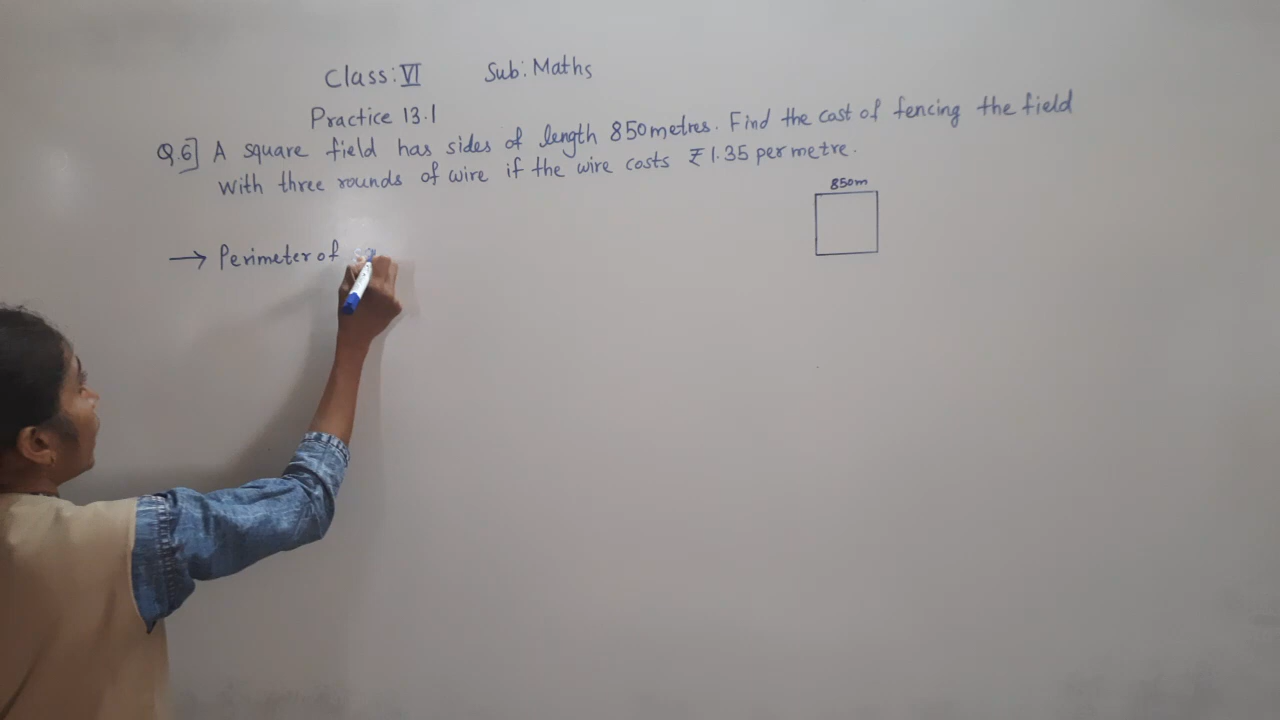 Class: VI Sub: Maths
Practice 13.1
Q.6] A square field has sides of length 850 metres. Find the cost of fencing the field
with three rounds of wire if the wire costs ₹ 1.35 per metre.
850m
→ Perimeter of